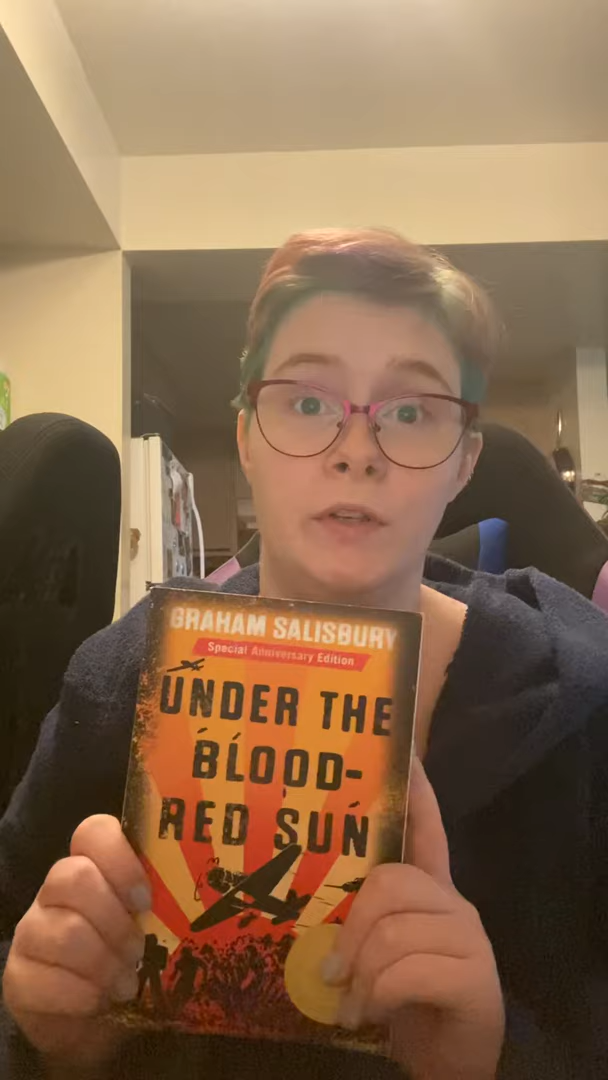 GRAHAM SALISBURY
Special Anniversary Edition
UNDER THE
BLOOD-
RED SUN